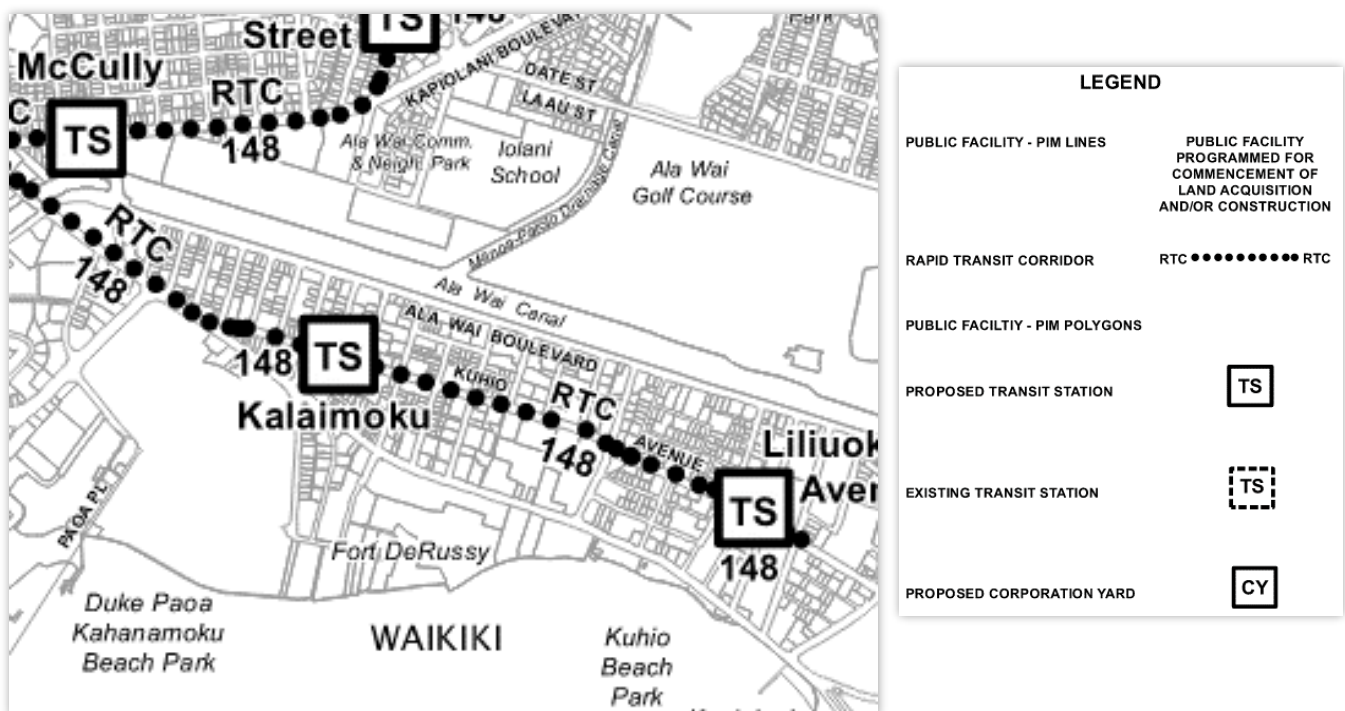 TS
148
Street
Park
McCully
KAPIOLANI
RTC
DATE ST
LAAU ST
C
TS
148
Ala Wai Comm.
& Neigh. Park
Iolani
School
Ala Wai
Golf Course
Manoa-Palolo Drainage Canal
RTC
148
Ala Wai Canal
ALA WAI BOULEVARD
148
TS
KUHIO
RTC
Kalaimoku
148
AVENUE
TS
148
PAOA PL
Fort DeRussy
Duke Paoa
Kahanamoku
Beach Park
WAIKIKI
Kuhio
Beach
Park
LEGEND
PUBLIC FACILITY - PIM LINES
PUBLIC FACILITY
PROGRAMMED FOR
COMMENCEMENT OF
LAND ACQUISITION
AND/OR CONSTRUCTION
RAPID TRANSIT CORRIDOR
RTC RTC
PUBLIC FACILTIY - PIM POLYGONS
PROPOSED TRANSIT STATION
TS
EXISTING TRANSIT STATION
TS
PROPOSED CORPORATION YARD
CY